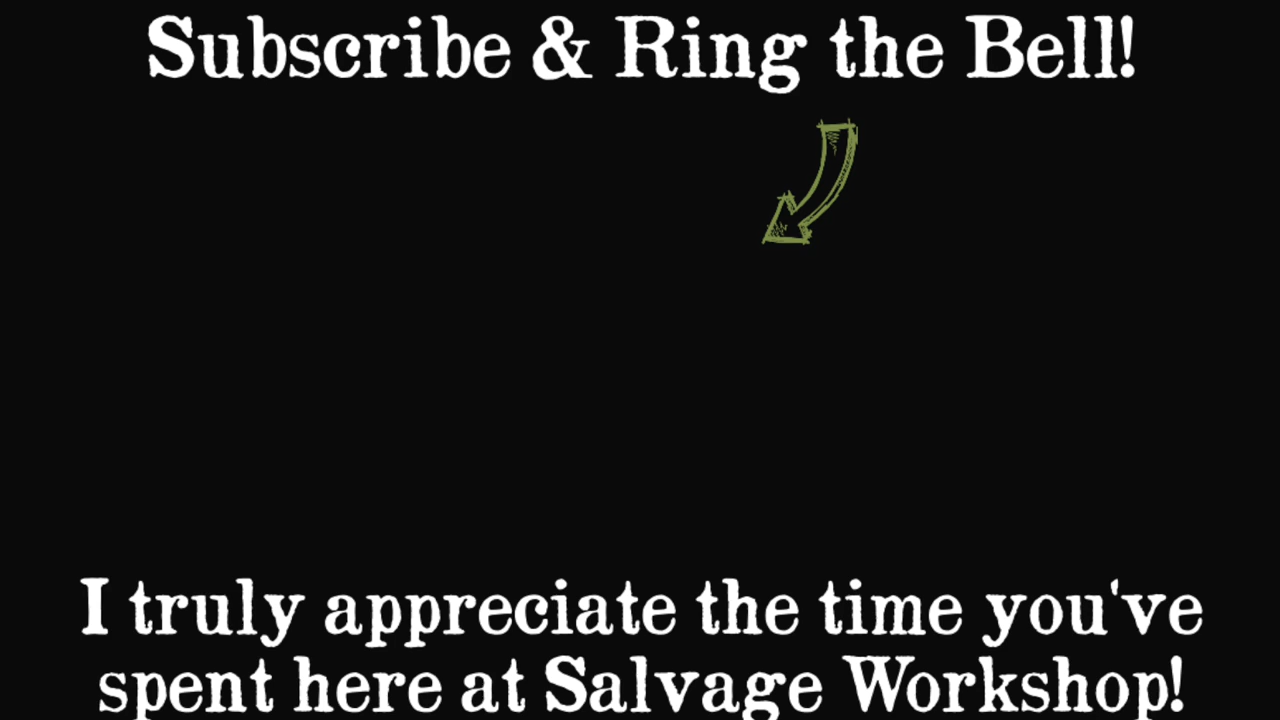 Subscribe & Ring the Bell!
I truly appreciate the time you've
spent here at Salvage Workshop!